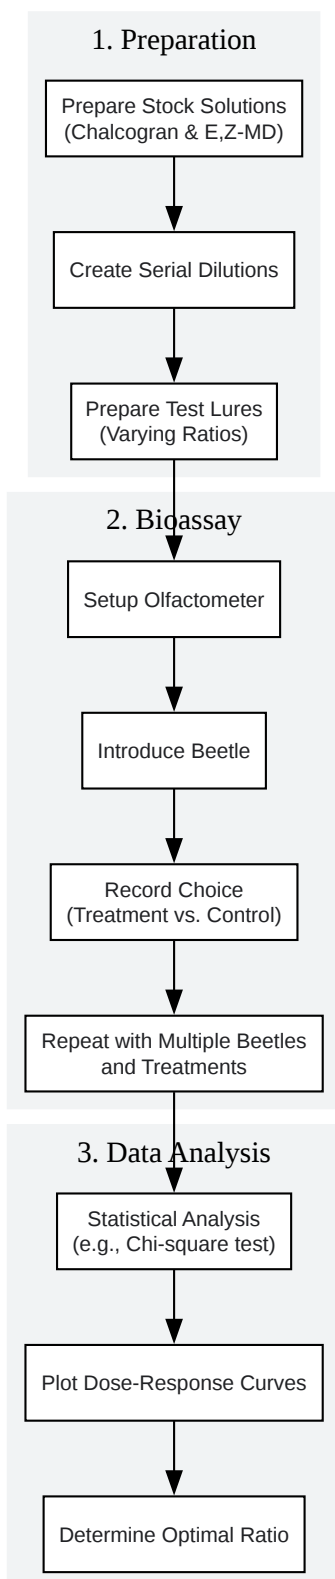 1. Preparation
Prepare Stock Solutions
(Chalcogran & E,Z-MD)
Create Serial Dilutions
Prepare Test Lures
(Varying Ratios)
2. Bioassay
Setup Olfactometer
Introduce Beetle
Record Choice
(Treatment vs. Control)
Repeat with Multiple Beetles
and Treatments
3. Data Analysis
Statistical Analysis
(e.g., Chi-square test)
Plot Dose-Response Curves
Determine Optimal Ratio